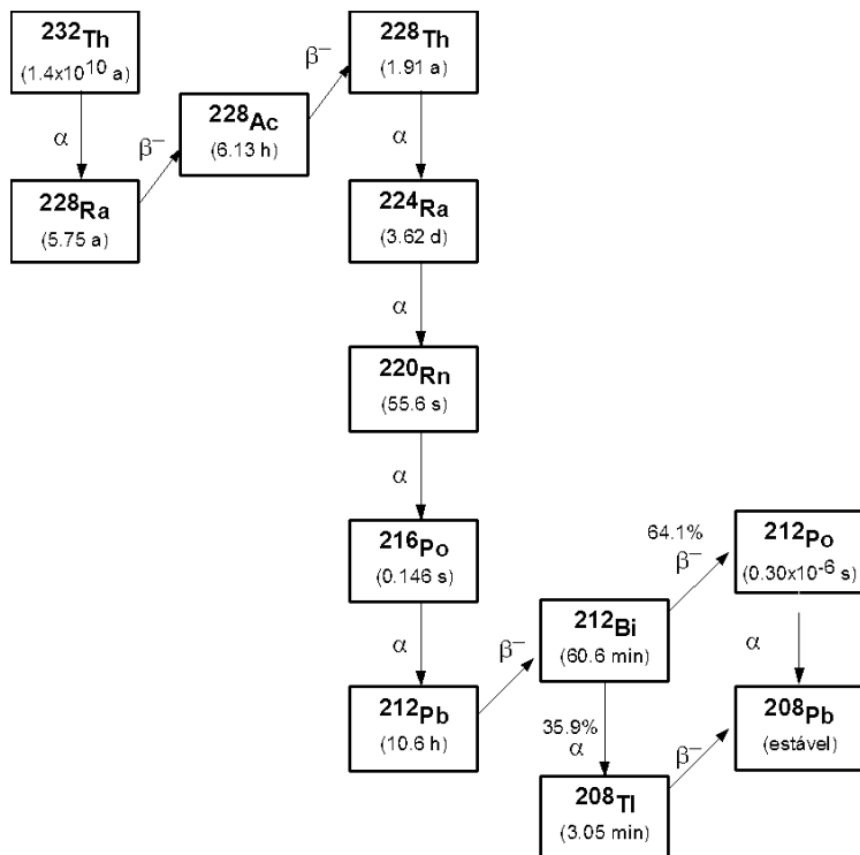 232Th
(1.4x10^10 a)
α
228Ra
(5.75 a)
β−
228Ac
(6.13 h)
β−
228Th
(1.91 a)
α
224Ra
(3.62 d)
α
220Rn
(55.6 s)
α
216Po
(0.146 s)
α
212Pb
(10.6 h)
β−
212Bi
(60.6 min)
64.1%
β−
212Po
(0.30x10^-6 s)
α
35.9%
α
208Tl
(3.05 min)
β−
208Pb
(estável)